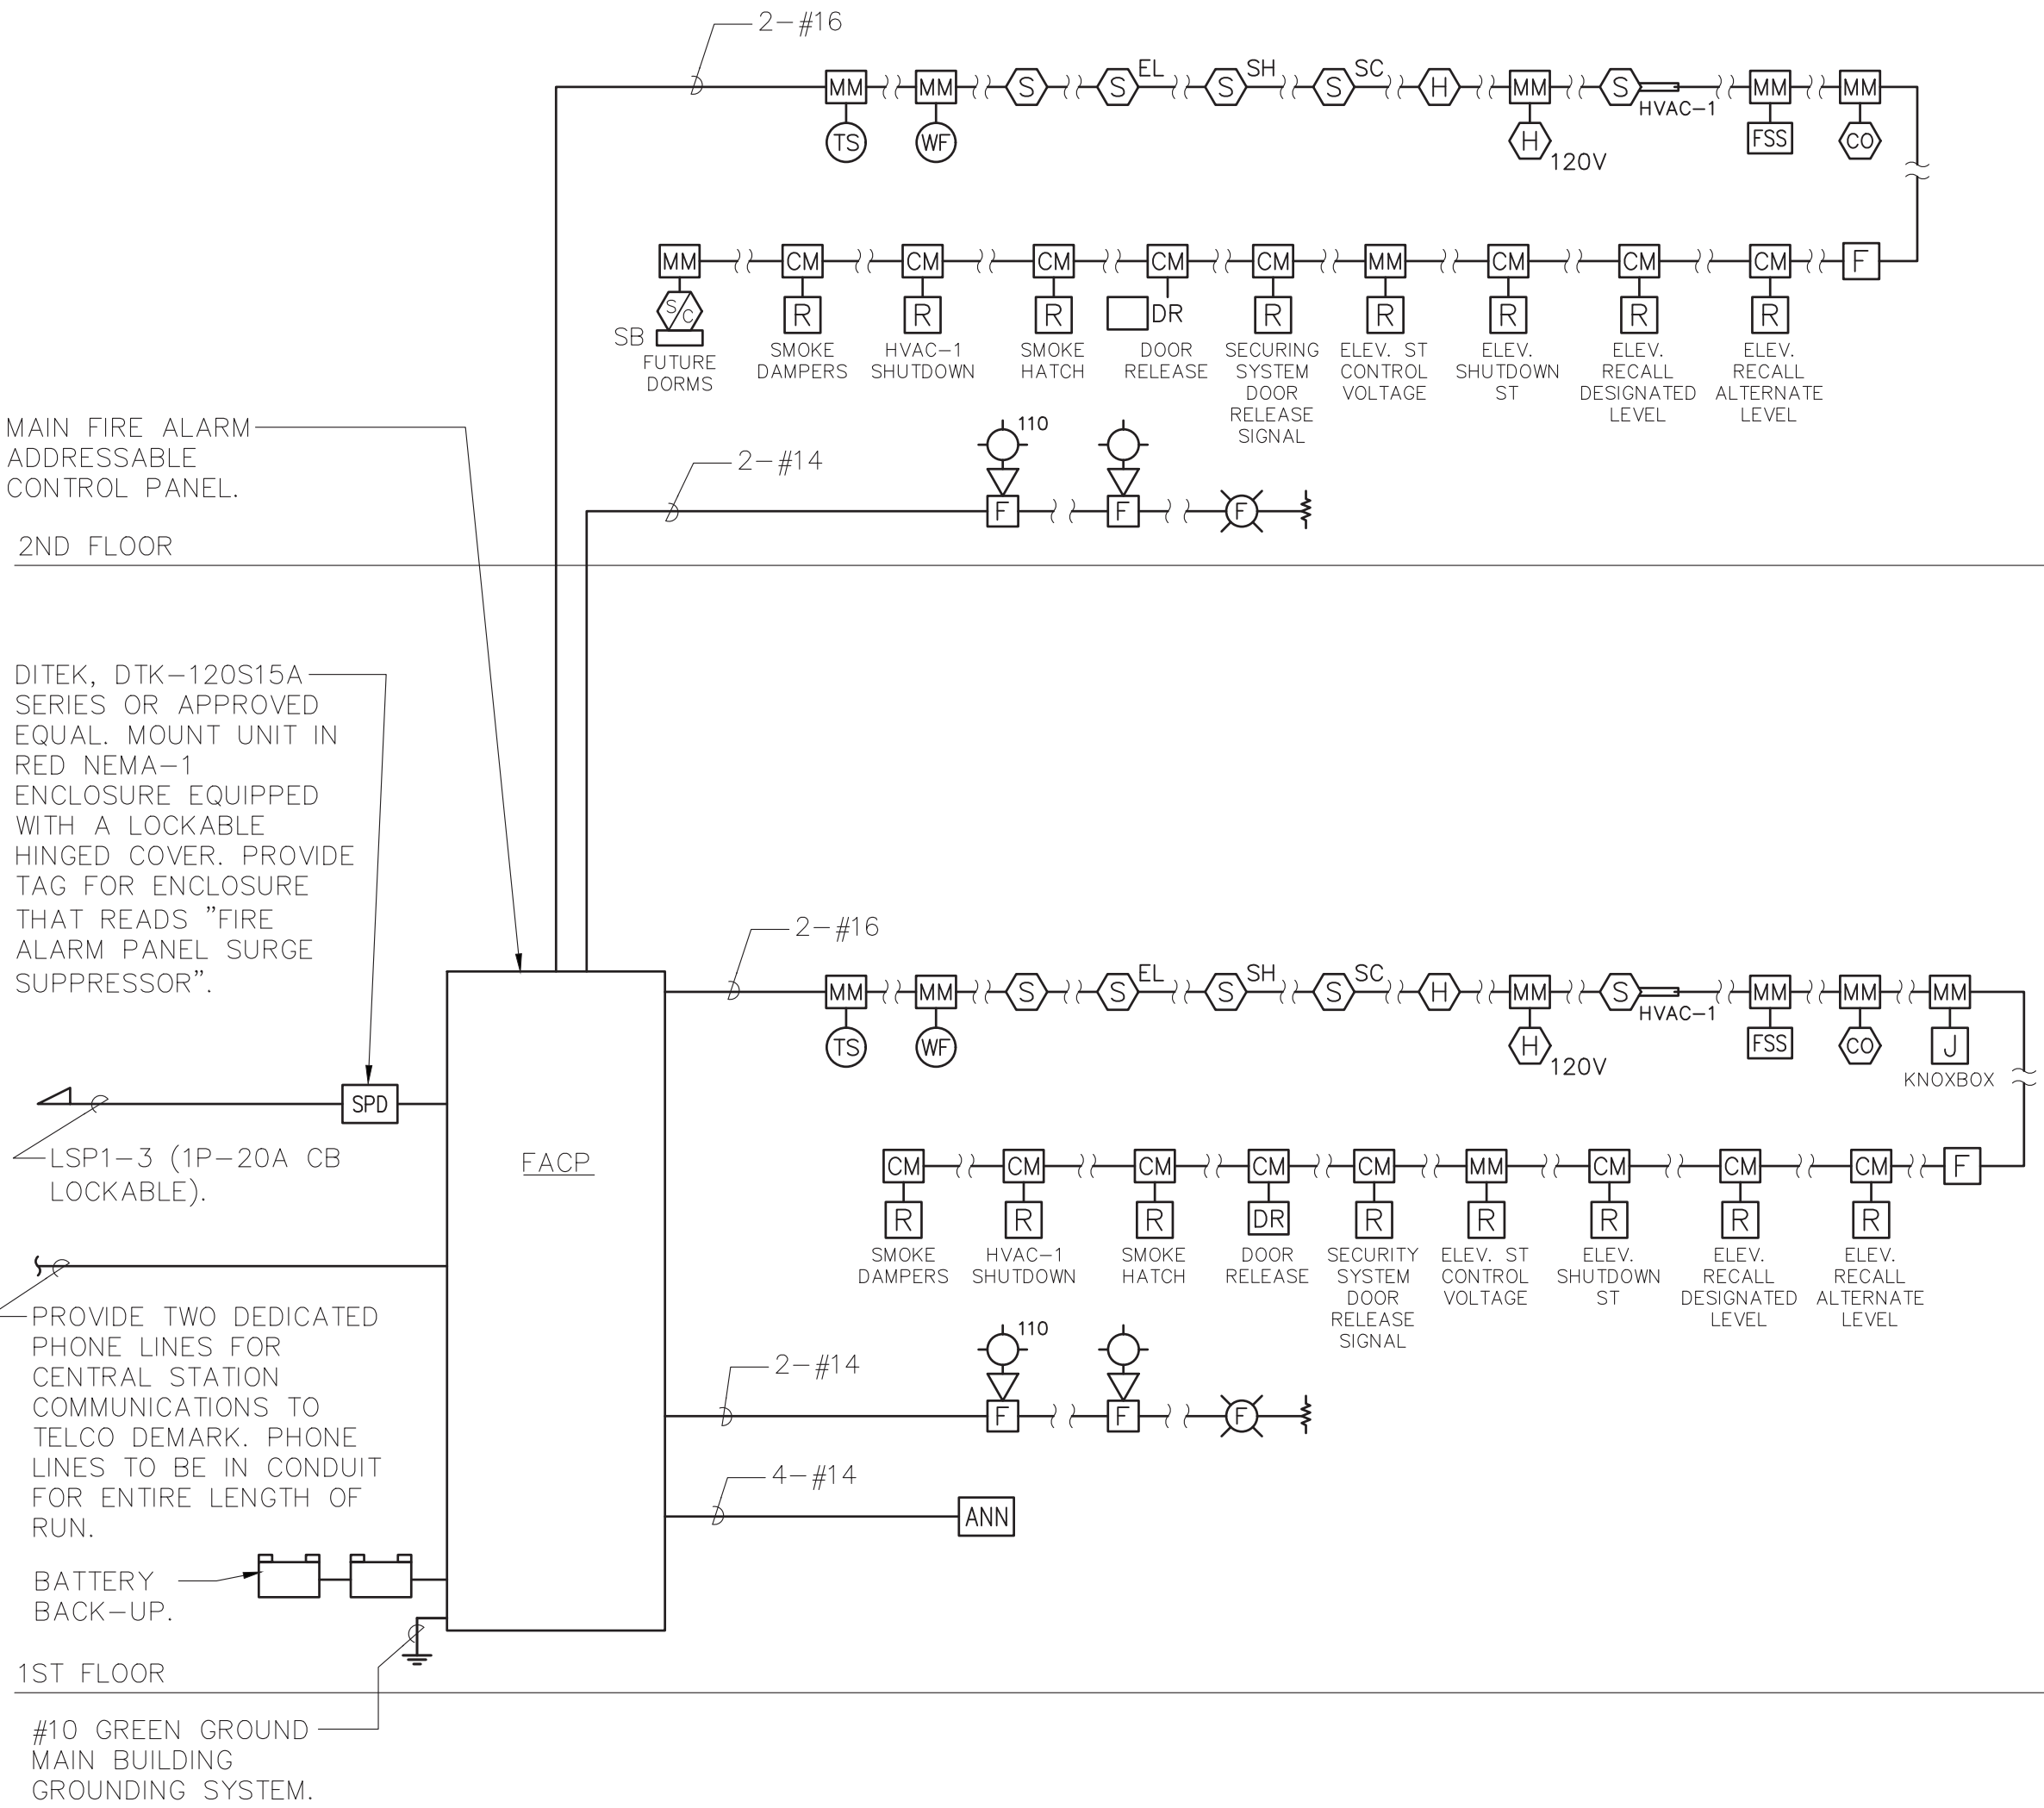 2-#16
MM MM S S EL S SH S SC H MM S MM MM
HVAC-1
TS WF H 120V FSS CO
MM CM CM CM CM CM MM CM CM CM F
S/C R R R DR R R R R R
SB
FUTURE
DORMS
SMOKE
DAMPERS
HVAC-1
SHUTDOWN
SMOKE
HATCH
DOOR
RELEASE
SECURING
SYSTEM
DOOR
RELEASE
SIGNAL
ELEV. ST
CONTROL
VOLTAGE
ELEV.
SHUTDOWN
ST
ELEV.
RECALL
DESIGNATED
LEVEL
ELEV.
RECALL
ALTERNATE
LEVEL
MAIN FIRE ALARM
ADDRESSABLE
CONTROL PANEL.
110
2-#14
F F F
2ND FLOOR
DITEK, DTK-120S15A
SERIES OR APPROVED
EQUAL. MOUNT UNIT IN
RED NEMA-1
ENCLOSURE EQUIPPED
WITH A LOCKABLE
HINGED COVER. PROVIDE
TAG FOR ENCLOSURE
THAT READS "FIRE
ALARM PANEL SURGE
SUPPRESSOR".
2-#16
MM MM S S EL S SH S SC H MM S MM MM MM
HVAC-1
TS WF H 120V FSS CO J
KNOXBOX
SPD
LSP1-3 (1P-20A CB
LOCKABLE).
FACP
CM CM CM CM CM MM CM CM CM F
R R R DR R R R R R
SMOKE
DAMPERS
HVAC-1
SHUTDOWN
SMOKE
HATCH
DOOR
RELEASE
SECURITY
SYSTEM
DOOR
RELEASE
SIGNAL
ELEV. ST
CONTROL
VOLTAGE
ELEV.
SHUTDOWN
ST
ELEV.
RECALL
DESIGNATED
LEVEL
ELEV.
RECALL
ALTERNATE
LEVEL
PROVIDE TWO DEDICATED
PHONE LINES FOR
CENTRAL STATION
COMMUNICATIONS TO
TELCO DEMARK. PHONE
LINES TO BE IN CONDUIT
FOR ENTIRE LENGTH OF
RUN.
110
2-#14
F F F
4-#14
ANN
BATTERY
BACK-UP.
1ST FLOOR
#10 GREEN GROUND
MAIN BUILDING
GROUNDING SYSTEM.